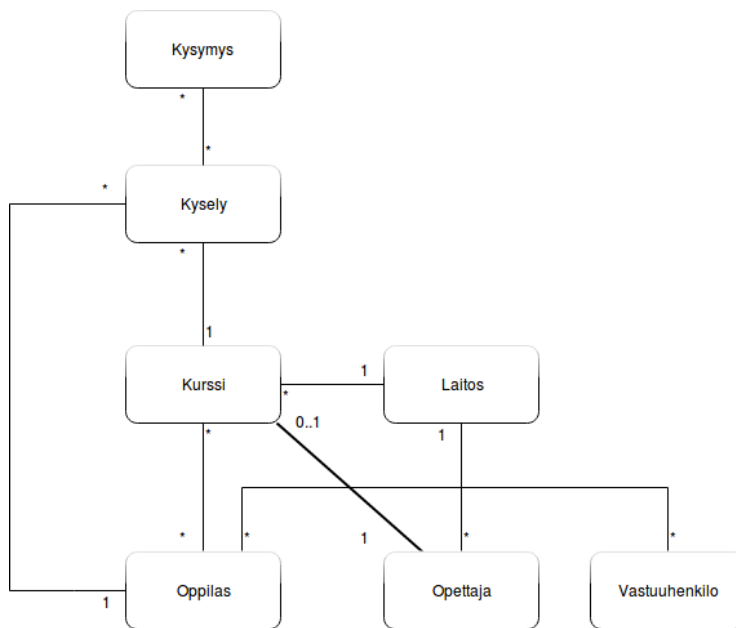 Kysymys
*
*
*
Kysely
*
1
Kurssi
1
Laitos
*
*
0..1
1
*
*
1
*
*
Oppilas
Opettaja
Vastuuhenkilo
1